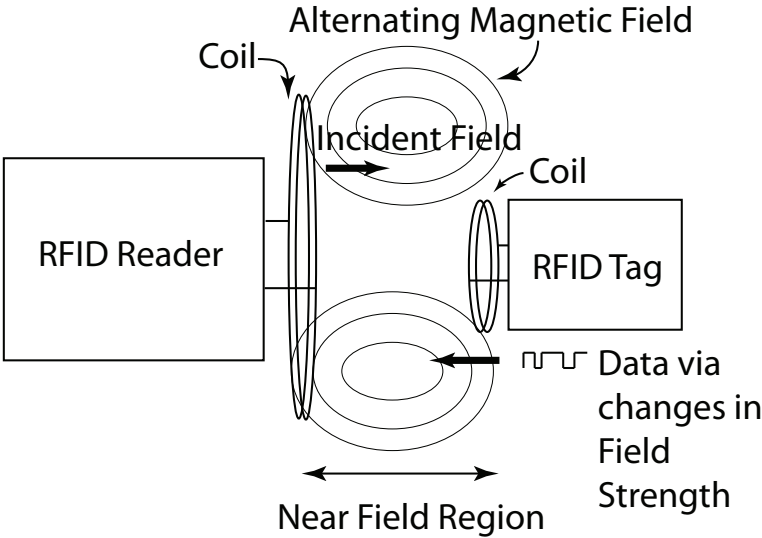 Alternating Magnetic Field
Coil
Incident Field
Coil
RFID Reader
RFID Tag
Data via
changes in
Field
Strength
Near Field Region